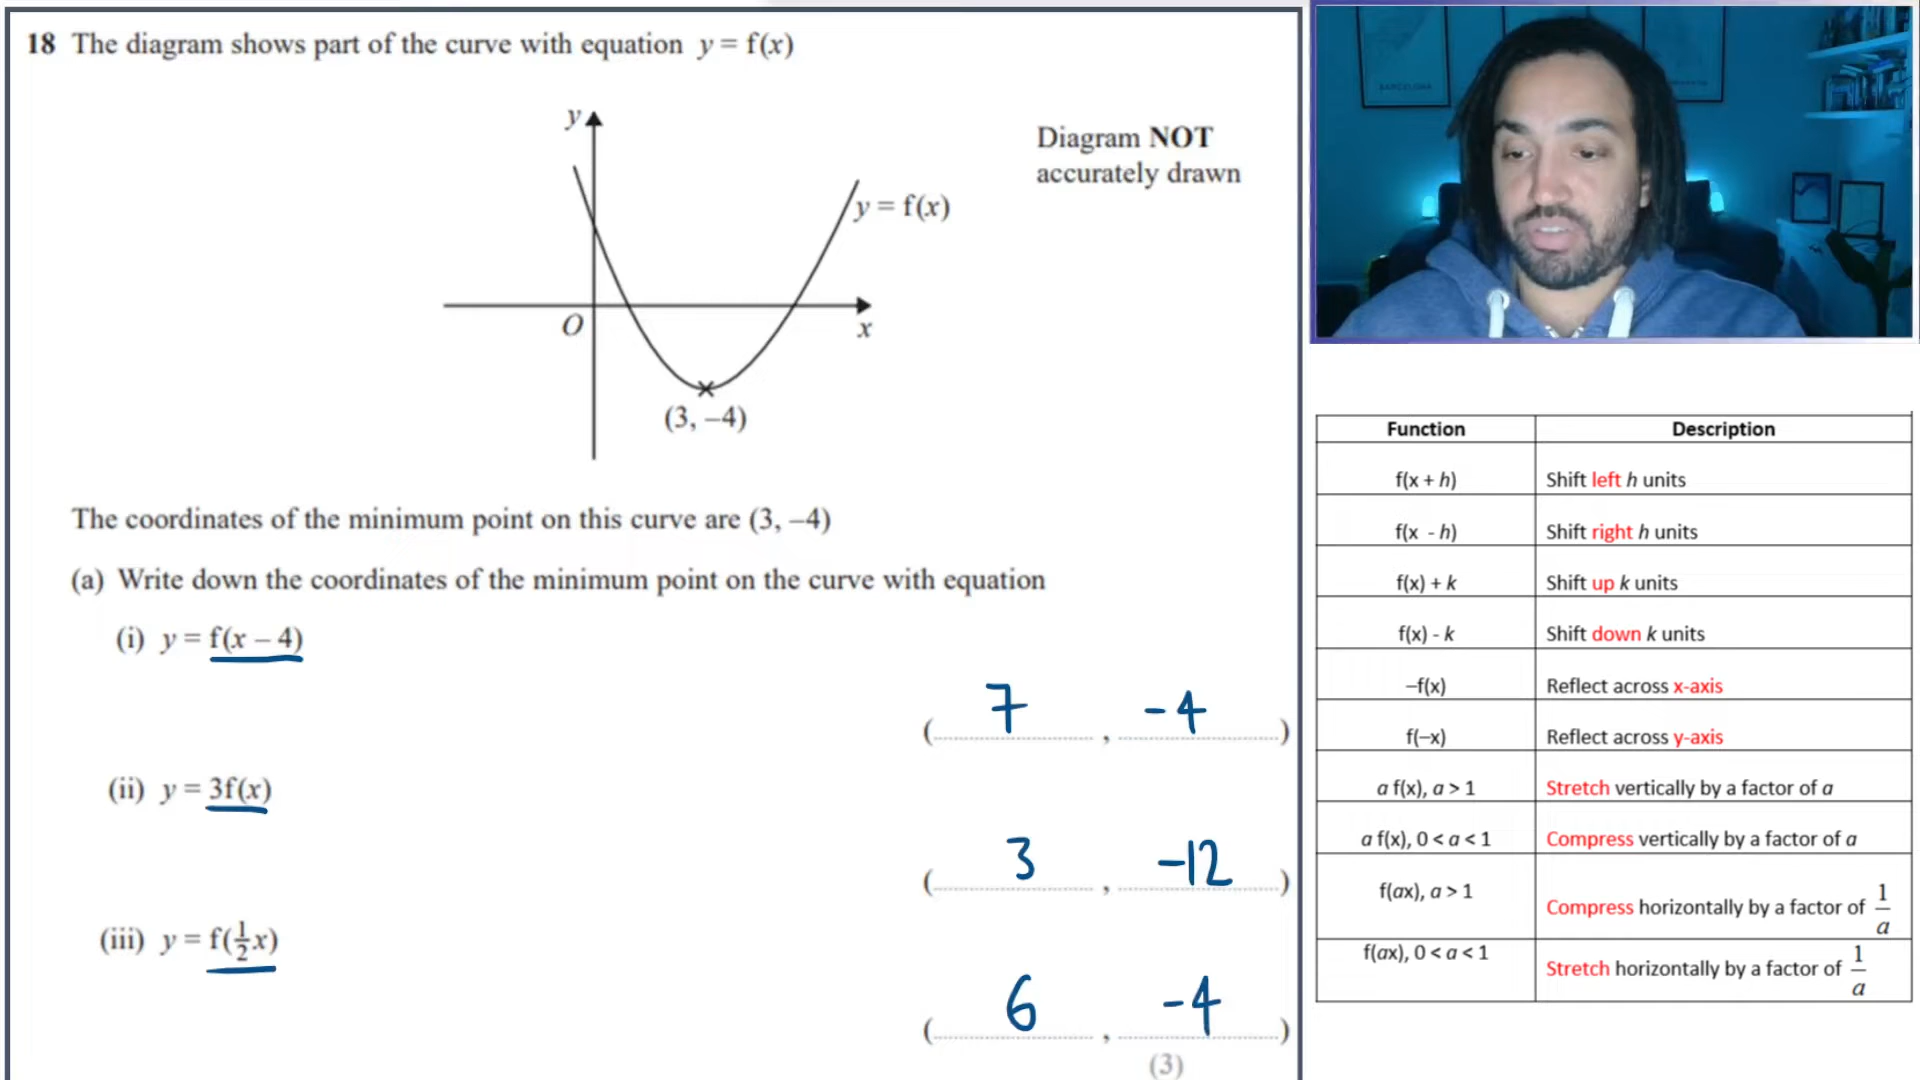 18 The diagram shows part of the curve with equation y = f(x)
y
Diagram NOT
accurately drawn
y = f(x)
O
x
(3, –4)
The coordinates of the minimum point on this curve are (3, –4)
(a) Write down the coordinates of the minimum point on the curve with equation
(i) y = f(x – 4)
( 7 , -4 )
(ii) y = 3f(x)
( 3 , -12 )
(iii) y = f(½x)
( 6 , -4 )
(3)
BARCELONA
Function Description
f(x + h) Shift left h units
f(x - h) Shift right h units
f(x) + k Shift up k units
f(x) - k Shift down k units
–f(x) Reflect across x-axis
f(–x) Reflect across y-axis
a f(x), a > 1 Stretch vertically by a factor of a
a f(x), 0 < a < 1 Compress vertically by a factor of a
f(ax), a > 1 Compress horizontally by a factor of 1/a
f(ax), 0 < a < 1 Stretch horizontally by a factor of 1/a